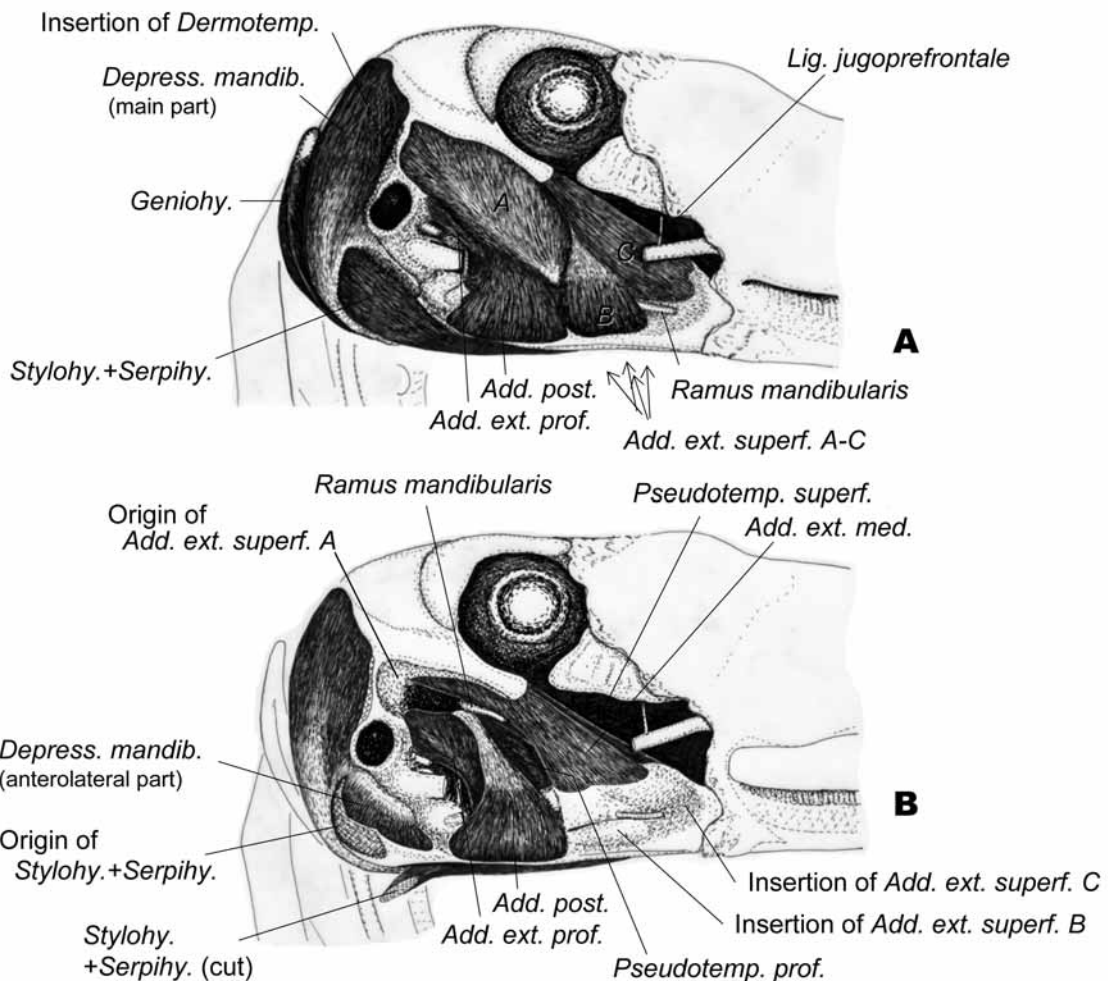 Insertion of Dermotemp.
Depress. mandib.
(main part)
Lig. jugoprefrontale
Geniohy.
A
C
B
A
Stylohy.+Serpihy.
Add. post.
Add. ext. prof.
Ramus mandibularis
Add. ext. superf. A-C
Ramus mandibularis
Pseudotemp. superf.
Origin of
Add. ext. superf. A
Add. ext. med.
Depress. mandib.
(anterolateral part)
B
Origin of
Stylohy.+Serpihy.
Insertion of Add. ext. superf. C
Add. post.
Insertion of Add. ext. superf. B
Stylohy.
+Serpihy. (cut)
Add. ext. prof.
Pseudotemp. prof.